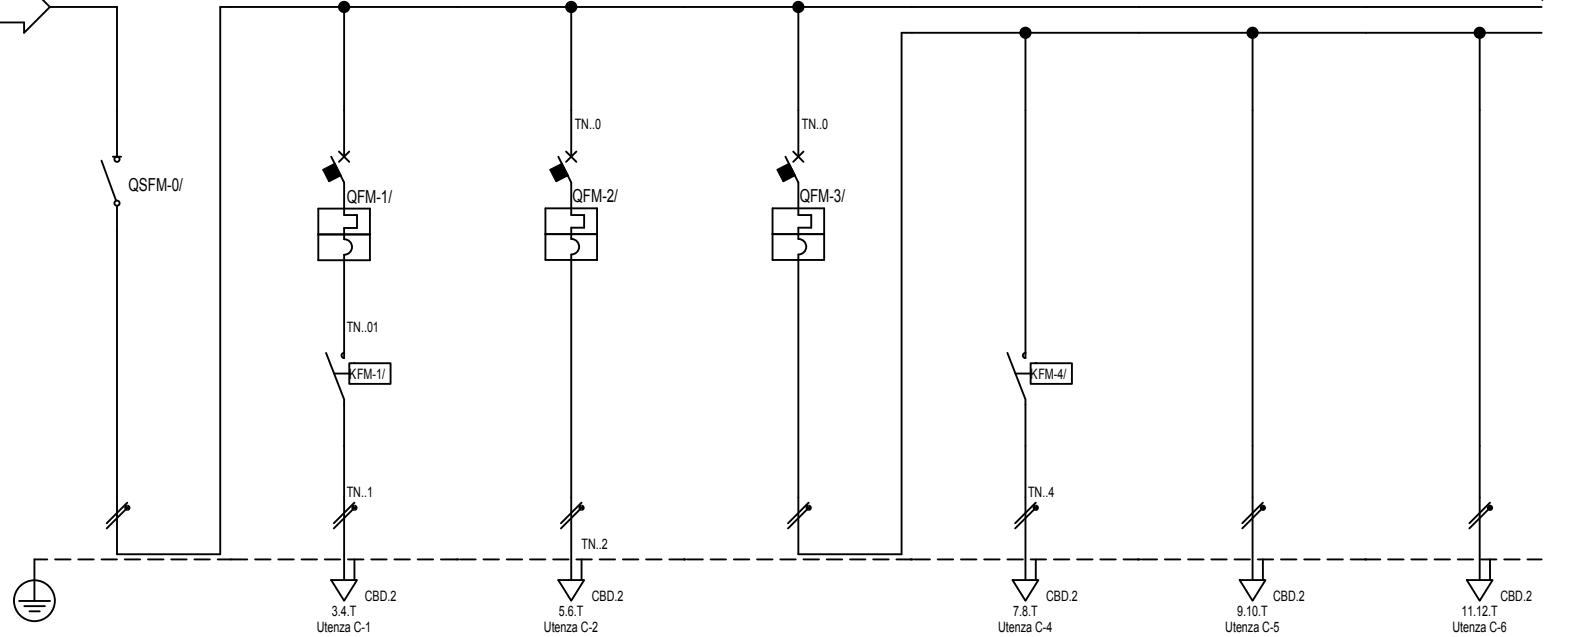 TN..0
TN..0
QSFM-0/
QFM-1/
QFM-2/
QFM-3/
TN..01
KFM-1/
KFM-4/
TN..1
TN..4
TN..2
CBD.2
CBD.2
CBD.2
CBD.2
CBD.2
3.4.T
5.6.T
7.8.T
9.10.T
11.12.T
Utenza C-1
Utenza C-2
Utenza C-4
Utenza C-5
Utenza C-6